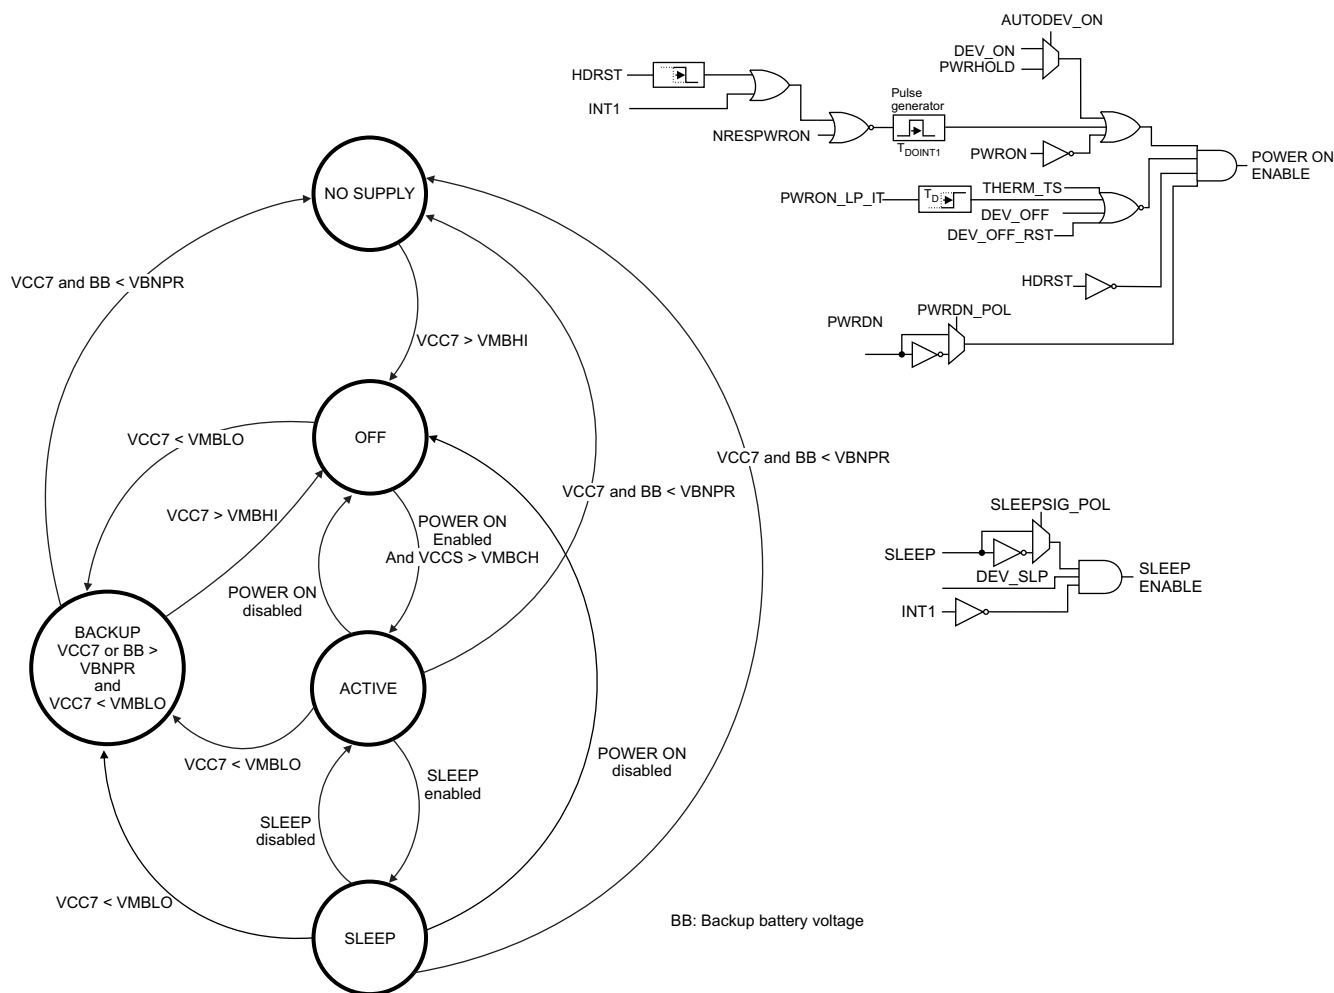 AUTODEV_ON
DEV_ON
PWRHOLD
HDRST
INT1
Pulse
generator
NRESPWRON
TDOINT1
PWRON
POWER ON
ENABLE
PWRON_LP_IT
TD
THERM_TS
DEV_OFF
DEV_OFF_RST
HDRST
PWRDN_POL
PWRDN
NO SUPPLY
VCC7 and BB < VBNPR
VCC7 > VMBHI
OFF
VCC7 < VMBLO
VCC7 and BB < VBNPR
VCC7 and BB < VBNPR
VCC7 > VMBHI
POWER ON
Enabled
And VCCS > VMBCH
POWER ON
disabled
BACKUP
VCC7 or BB >
VBNPR
and
VCC7 < VMBLO
ACTIVE
VCC7 < VMBLO
SLEEP
enabled
POWER ON
disabled
SLEEP
disabled
VCC7 < VMBLO
SLEEP
SLEEPSIG_POL
SLEEP
DEV_SLP
SLEEP
ENABLE
INT1
BB: Backup battery voltage